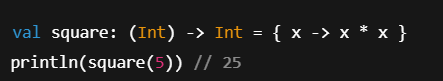 val square: (Int) -> Int = { x -> x * x }
println(square(5)) // 25